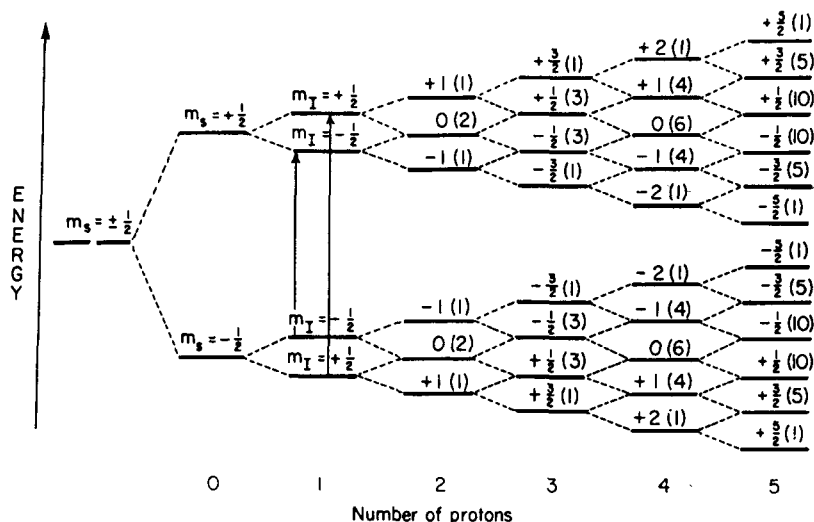 ENERGY
m_s = ± 1/2
m_s = + 1/2
m_s = - 1/2
m_I = + 1/2
m_I = - 1/2
m_I = - 1/2
m_I = + 1/2
+1 (1)
0 (2)
-1 (1)
-1 (1)
0 (2)
+1 (1)
+ 3/2 (1)
+ 1/2 (3)
- 1/2 (3)
- 3/2 (1)
- 3/2 (1)
- 1/2 (3)
+ 1/2 (3)
+ 3/2 (1)
+2 (1)
+1 (4)
0 (6)
-1 (4)
-2 (1)
-2 (1)
-1 (4)
0 (6)
+1 (4)
+2 (1)
+ 5/2 (1)
+ 3/2 (5)
+ 1/2 (10)
- 1/2 (10)
- 3/2 (5)
- 5/2 (1)
- 5/2 (1)
- 3/2 (5)
- 1/2 (10)
+ 1/2 (10)
+ 3/2 (5)
+ 5/2 (1)
0 1 2 3 4 5
Number of protons